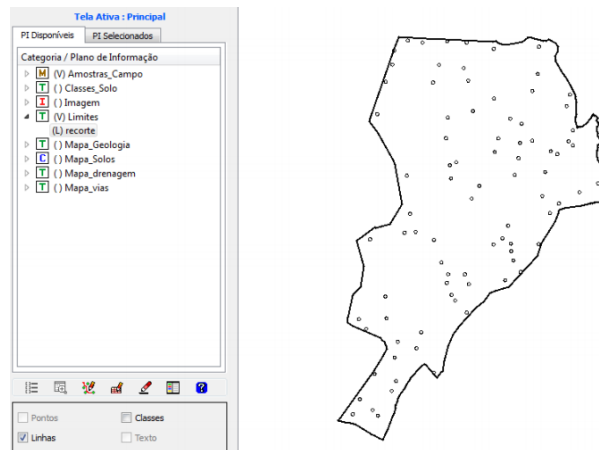 Tela Ativa : Principal
PI Disponíveis PI Selecionados
Categoria / Plano de Informação
M (V) Amostras_Campo
T ( ) Classes_Solo
I ( ) Imagem
T (V) Limites
(L) recorte
T ( ) Mapa_Geologia
C ( ) Mapa_Solos
T ( ) Mapa_drenagem
T ( ) Mapa_vias
Pontos Classes
Linhas Texto